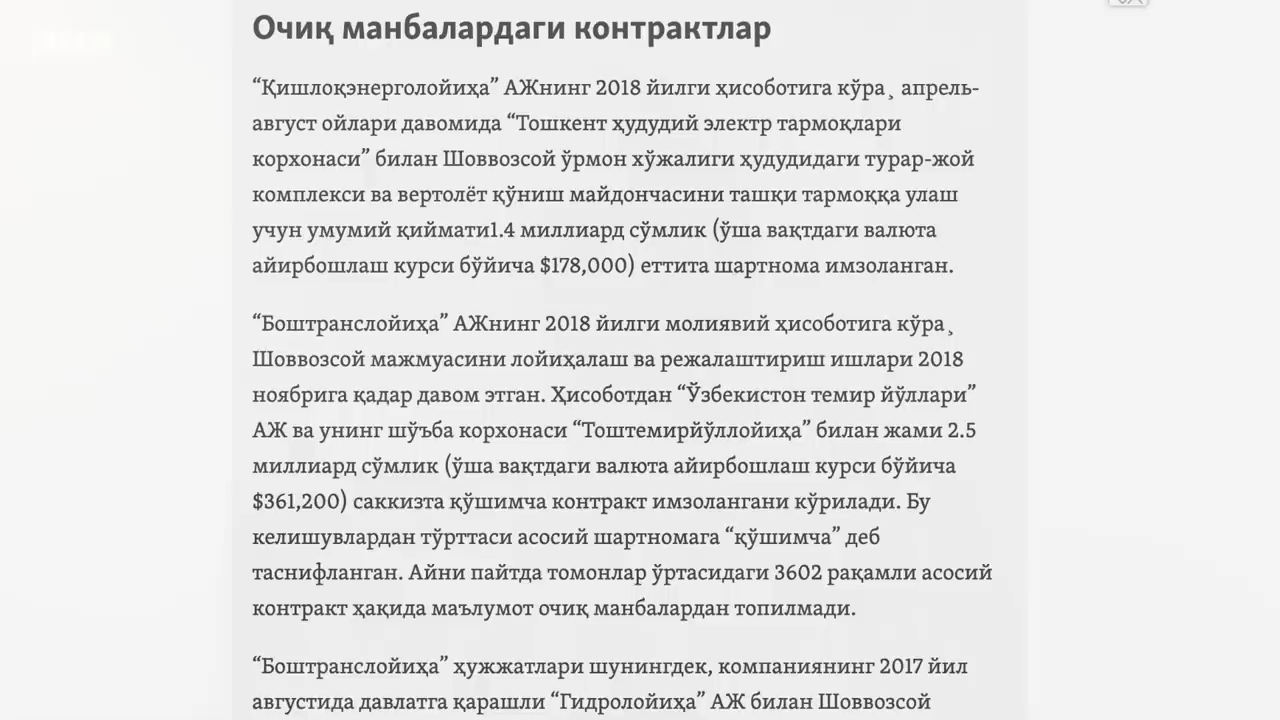 Очиқ манбалардаги контрактлар
“Қишлоқэнерголойиҳа” АЖнинг 2018 йилги ҳисоботига кўра¸ апрель-
август ойлари давомида “Тошкент ҳудудий электр тармоқлари
корхонаси” билан Шоввозсой ўрмон хўжалиги ҳудудидаги турар-жой
комплекси ва вертолёт қўниш майдончасини ташқи тармоққа улаш
учун умумий қиймати1.4 миллиард сўмлик (ўша вақтдаги валюта
айирбошлаш курси бўйича $178,000) еттита шартнома имзоланган.
“Боштранслойиҳа” АЖнинг 2018 йилги молиявий ҳисоботига кўра¸
Шоввозсой мажмуасини лойиҳалаш ва режалаштириш ишлари 2018
ноябрига қадар давом этган. Ҳисоботдан “Ўзбекистон темир йўллари”
АЖ ва унинг шўъба корхонаси “Тоштемирйўллойиҳа” билан жами 2.5
миллиард сўмлик (ўша вақтдаги валюта айирбошлаш курси бўйича
$361,200) саккизта қўшимча контракт имзолангани кўрилади. Бу
келишувлардан тўрттаси асосий шартномага “қўшимча” деб
таснифланган. Айни пайтда томонлар ўртасидаги 3602 рақамли асосий
контракт ҳақида маълумот очиқ манбалардан топилмади.
“Боштранслойиҳа” ҳужжатлари шунингдек, компаниянинг 2017 йил
августида давлатга қарашли “Гидролойиҳа” АЖ билан Шоввозсой